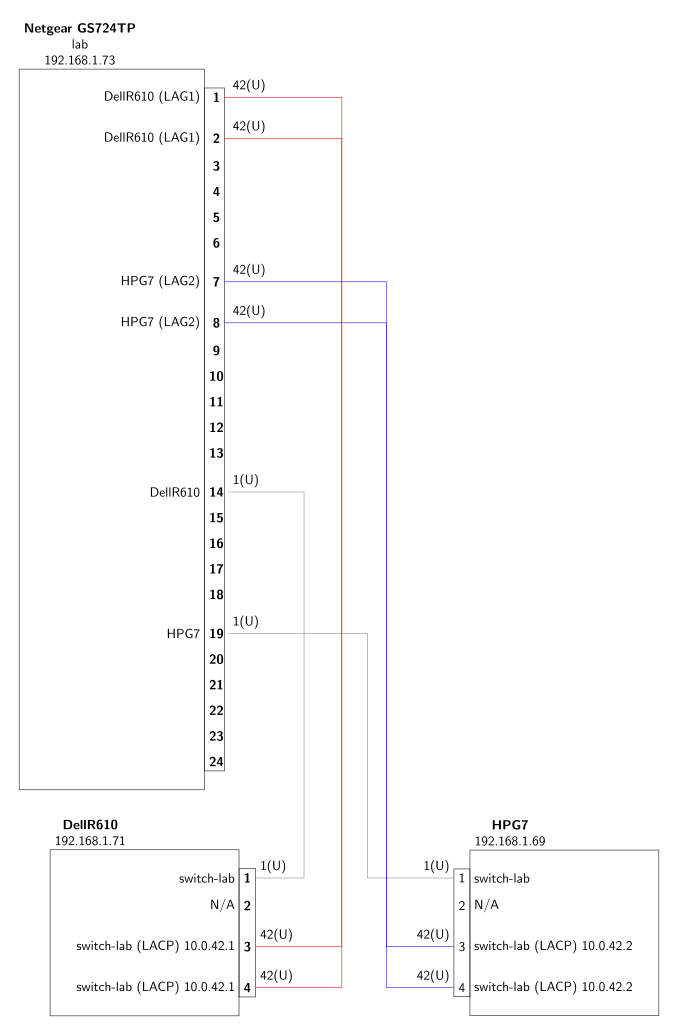 Netgear GS724TP
lab
192.168.1.73
DellR610 (LAG1) 1 42(U)
DellR610 (LAG1) 2 42(U)
3
4
5
6
HPG7 (LAG2) 7 42(U)
HPG7 (LAG2) 8 42(U)
9
10
11
12
13
DellR610 14 1(U)
15
16
17
18
HPG7 19 1(U)
20
21
22
23
24
DellR610
192.168.1.71
switch-lab 1 1(U)
N/A 2
switch-lab (LACP) 10.0.42.1 3 42(U)
switch-lab (LACP) 10.0.42.1 4 42(U)
HPG7
192.168.1.69
1(U) 1 switch-lab
2 N/A
42(U) 3 switch-lab (LACP) 10.0.42.2
42(U) 4 switch-lab (LACP) 10.0.42.2